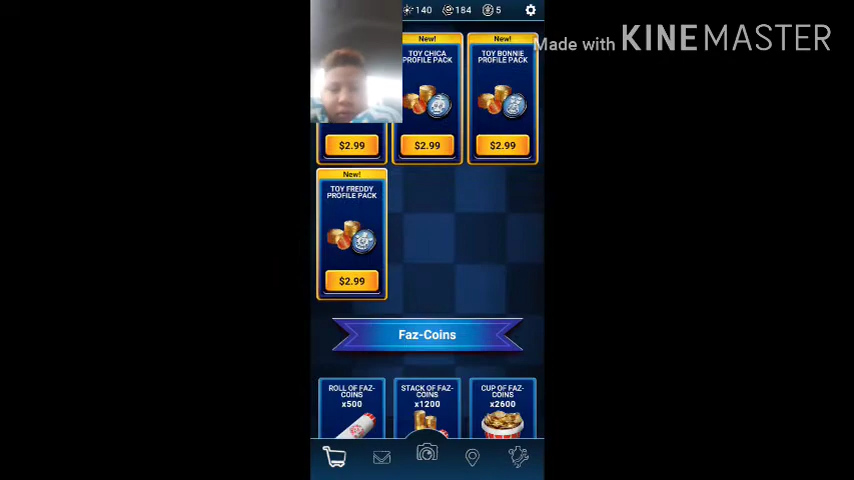 140 184 5
Made with KINEMASTER
New! New!
TOY CHICA
PROFILE PACK
TOY BONNIE
PROFILE PACK
$2.99 $2.99 $2.99
New!
TOY FREDDY
PROFILE PACK
$2.99
Faz-Coins
ROLL OF FAZ-
COINS
x500
STACK OF FAZ-
COINS
x1200
CUP OF FAZ-
COINS
x2600